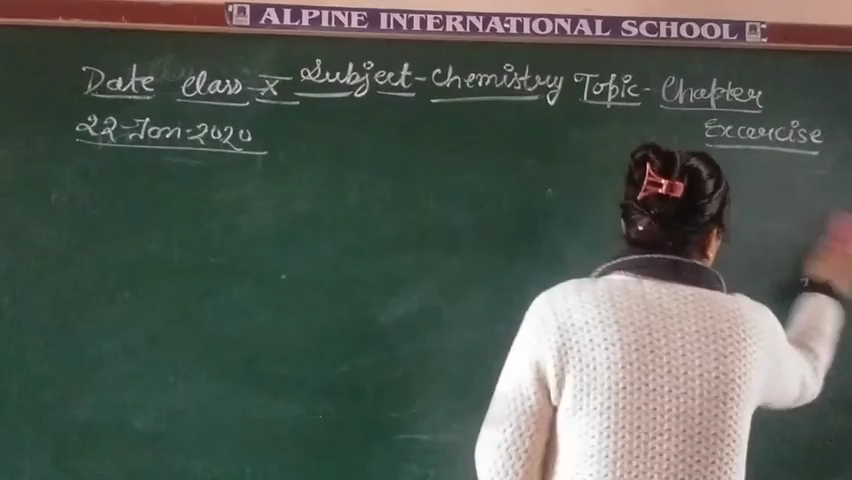 ALPINE INTERNATIONAL SCHOOL
Date Class - X Subject - Chemistry Topic - Chapter
22-Jan-2020 Excercise